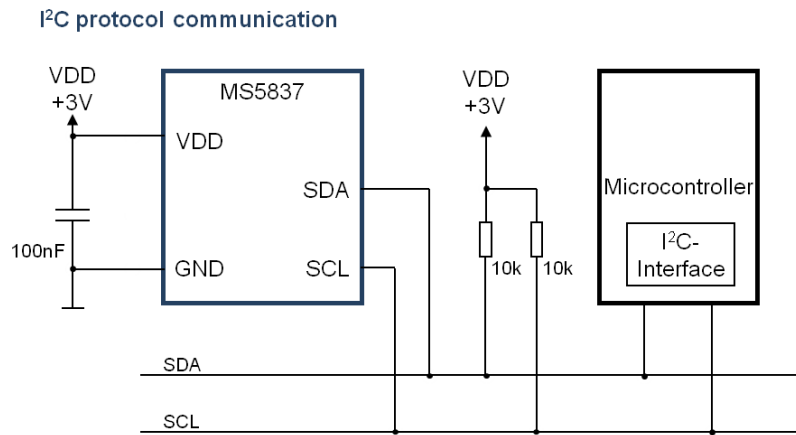 I²C protocol communication
VDD
+3V
MS5837
VDD
SDA
GND
SCL
100nF
VDD
+3V
10k
10k
Microcontroller
I²C-
Interface
SDA
SCL